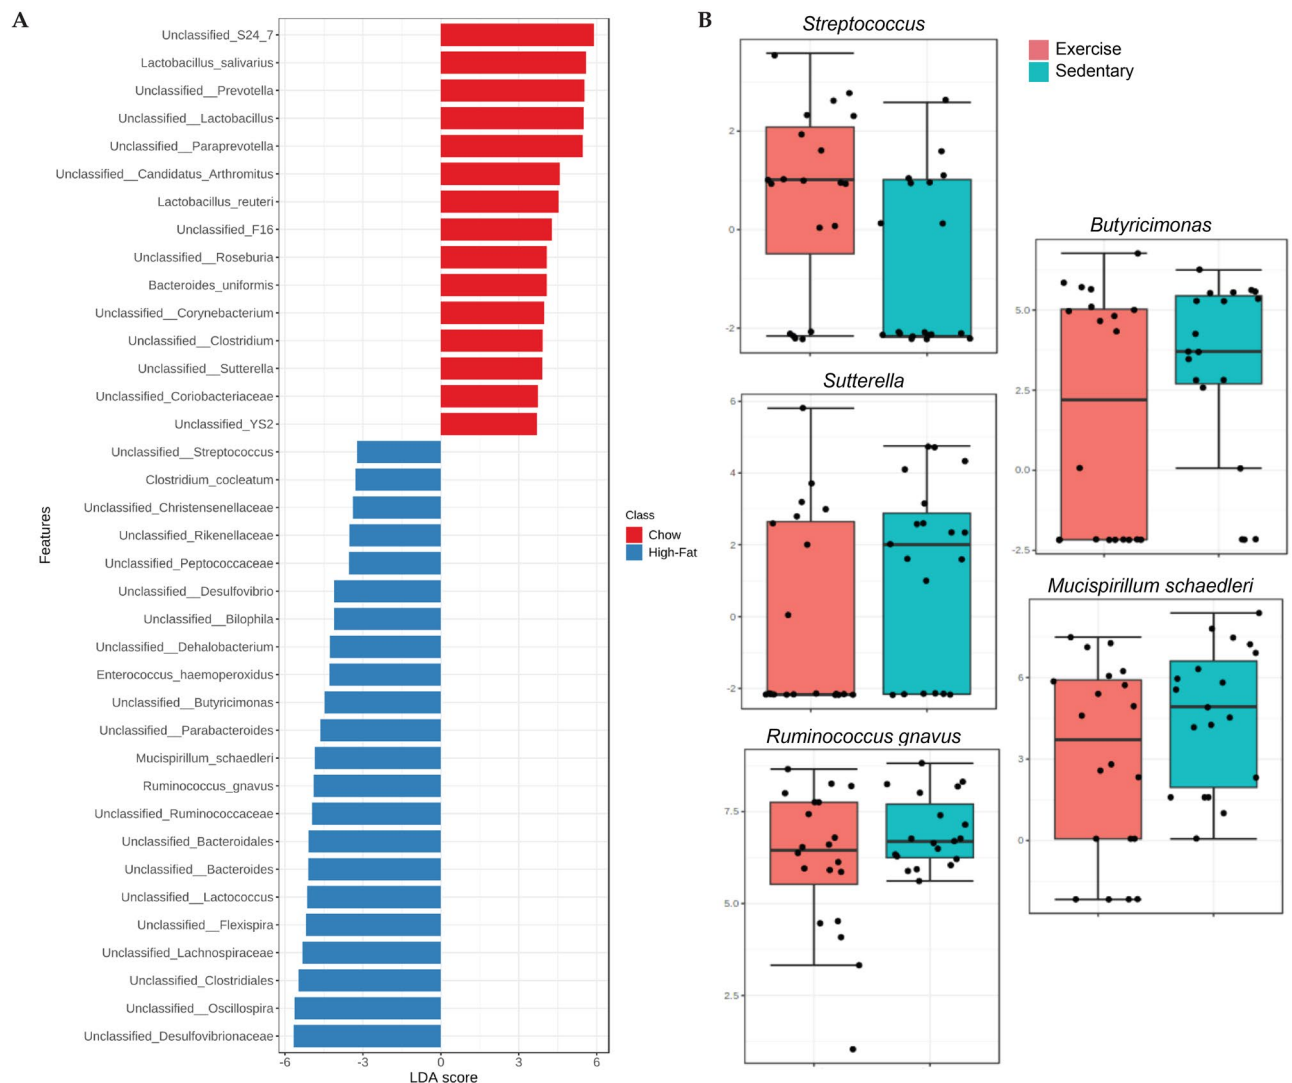 A
Unclassified_S24_7
Lactobacillus_salivarius
Unclassified__Prevotella
Unclassified__Lactobacillus
Unclassified__Paraprevotella
Unclassified__Candidatus_Arthromitus
Lactobacillus_reuteri
Unclassified_F16
Unclassified__Roseburia
Bacteroides_uniformis
Unclassified__Corynebacterium
Unclassified__Clostridium
Unclassified__Sutterella
Unclassified_Coriobacteriaceae
Unclassified_YS2
Unclassified__Streptococcus
Clostridium_cocleatum
Unclassified_Christensenellaceae
Unclassified_Rikenellaceae
Unclassified_Peptococcaceae
Unclassified__Desulfovibrio
Unclassified__Bilophila
Unclassified__Dehalobacterium
Enterococcus_haemoperoxidus
Unclassified__Butyricimonas
Unclassified__Parabacteroides
Mucispirillum_schaedleri
Ruminococcus_gnavus
Unclassified_Ruminococcaceae
Unclassified_Bacteroidales
Unclassified__Bacteroides
Unclassified__Lactococcus
Unclassified__Flexispira
Unclassified_Lachnospiraceae
Unclassified_Clostridiales
Unclassified__Oscillospira
Unclassified_Desulfovibrionaceae
Features
-6 -3 0 3 6
LDA score
Class
Chow
High-Fat
B
Streptococcus
2
0
-2
Exercise
Sedentary
Butyricimonas
5.0
2.5
0.0
-2.5
Sutterella
6
4
2
0
-2
Mucispirillum schaedleri
6
3
0
Ruminococcus gnavus
7.5
5.0
2.5